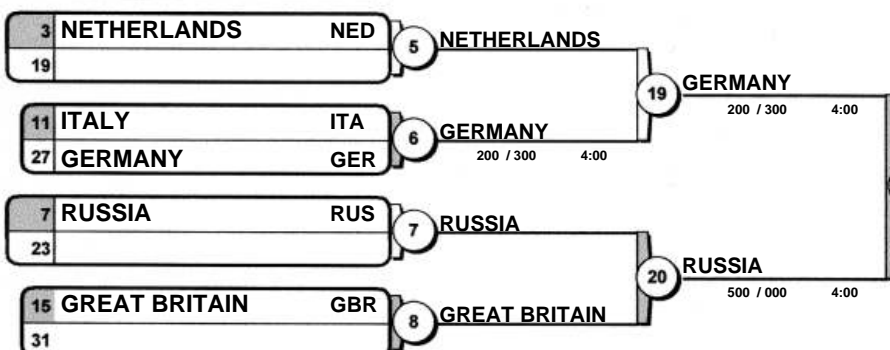 3 NETHERLANDS NED
19
5 NETHERLANDS
11 ITALY ITA
27 GERMANY GER
6 GERMANY
200 / 300 4:00
19 GERMANY
200 / 300 4:00
7 RUSSIA RUS
23
7 RUSSIA
15 GREAT BRITAIN GBR
31
8 GREAT BRITAIN
20 RUSSIA
500 / 000 4:00